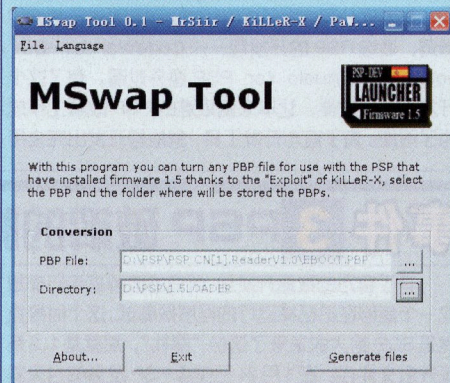 MSwap Tool 0.1 - MrSiir / KiLLeR-X / PaW...
File Language
MSwap Tool
PSP-DEV
LAUNCHER
Firmware 1.5
With this program you can turn any PBP file for use with the PSP that
have installed firmware 1.5 thanks to the "Exploit" of KiLLeR-X, select
the PBP and the folder where will be stored the PBPs.
Conversion
PBP File: D:\PSP\PSP CN[1].ReaderV1.0\EBOOT.PBP ...
Directory: D:\PSP\1.5LOADER ...
About... Exit Generate files